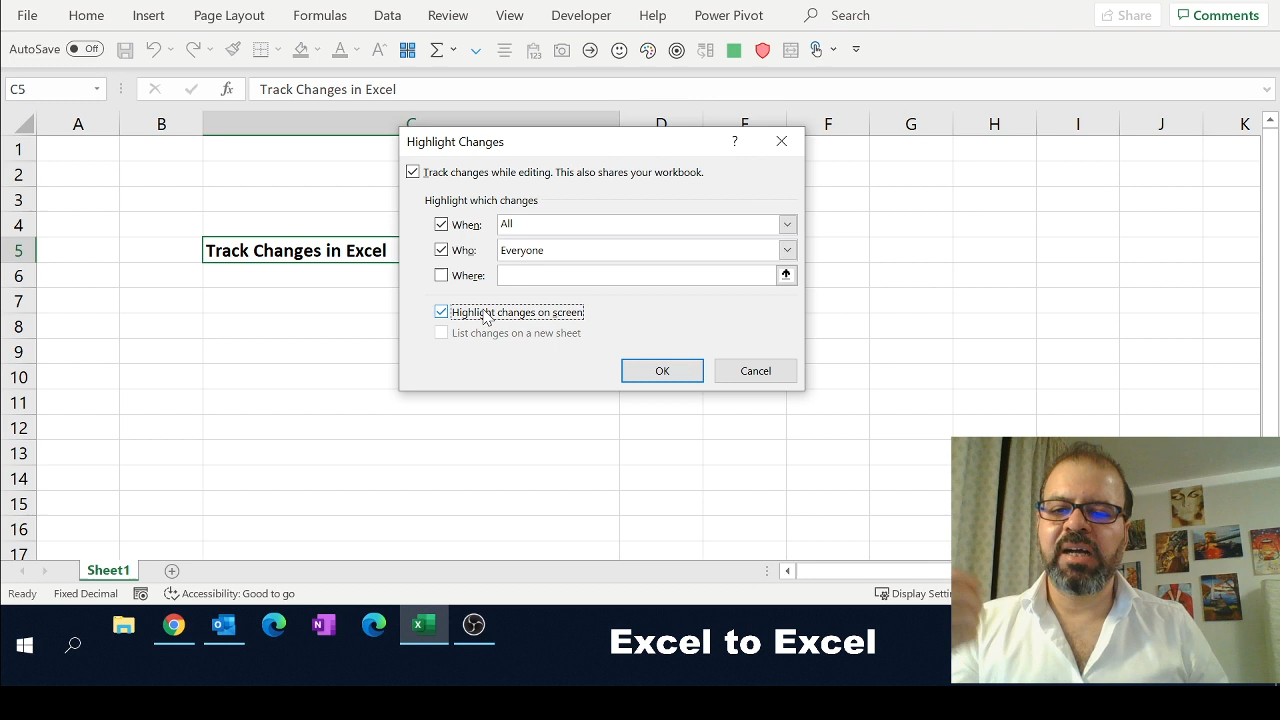 File Home Insert Page Layout Formulas Data Review View Developer Help Power Pivot Search Share Comments
AutoSave Off
C5 fx Track Changes in Excel
A B C D E F G H I J K
Highlight Changes ?
1
Track changes while editing. This also shares your workbook.
2
Highlight which changes
3
4 When: All
5 Track Changes in Excel Who: Everyone
6 Where:
7
Highlight changes on screen
8 List changes on a new sheet
9
10 OK Cancel
11
12
13
14
15
16
17
Sheet1
Ready Fixed Decimal Accessibility: Good to go Display Settin
Excel to Excel